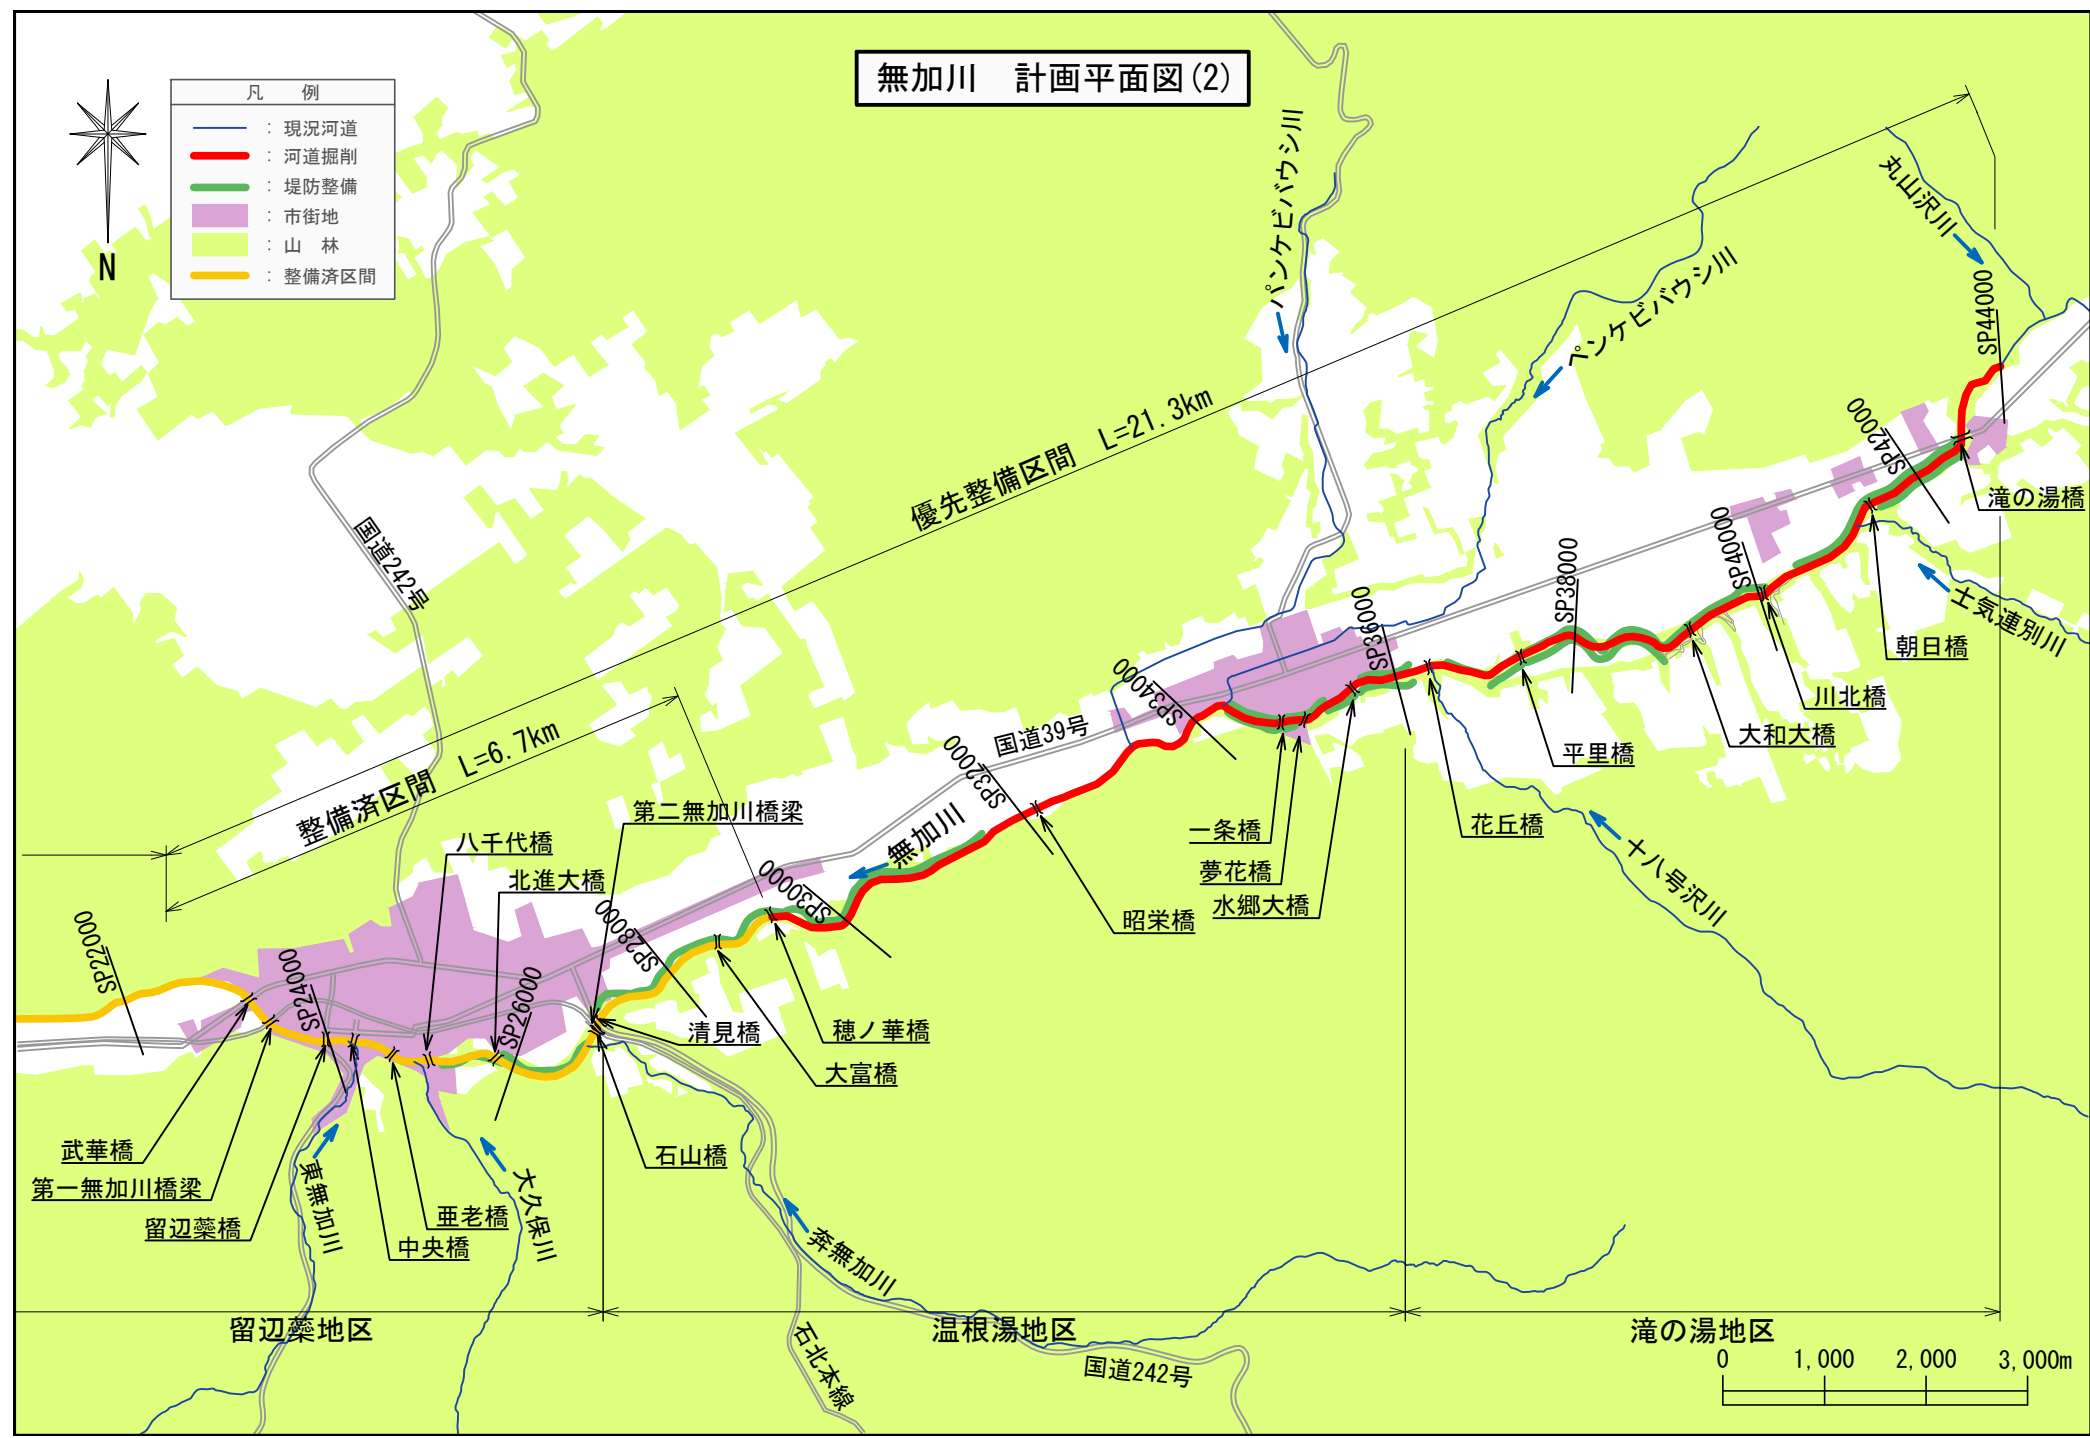 無加川 計画平面図(2)
凡 例
: 現況河道
: 河道掘削
: 堤防整備
: 市街地
: 山 林
: 整備済区間
N
パンケビバウシ川
ペンケビバウシ川
丸山沢川
SP44000
SP42000
滝の湯橋
優先整備区間 L=21.3km
国道242号
SP40000
SP38000
士気連別川
朝日橋
川北橋
大和大橋
平里橋
SP36000
SP34000
花丘橋
一条橋
夢花橋
水郷大橋
十八号沢川
国道39号
SP32000
昭栄橋
整備済区間 L=6.7km
第二無加川橋梁
無加川
八千代橋
北進大橋
SP30000
SP28000
SP22000
SP24000
SP26000
清見橋
穂ノ華橋
大富橋
石山橋
武華橋
第一無加川橋梁
留辺蘂橋
東無加川
中央橋
亜老橋
大久保川
奔無加川
石北本線
国道242号
留辺蘂地区
温根湯地区
滝の湯地区
0 1,000 2,000 3,000m